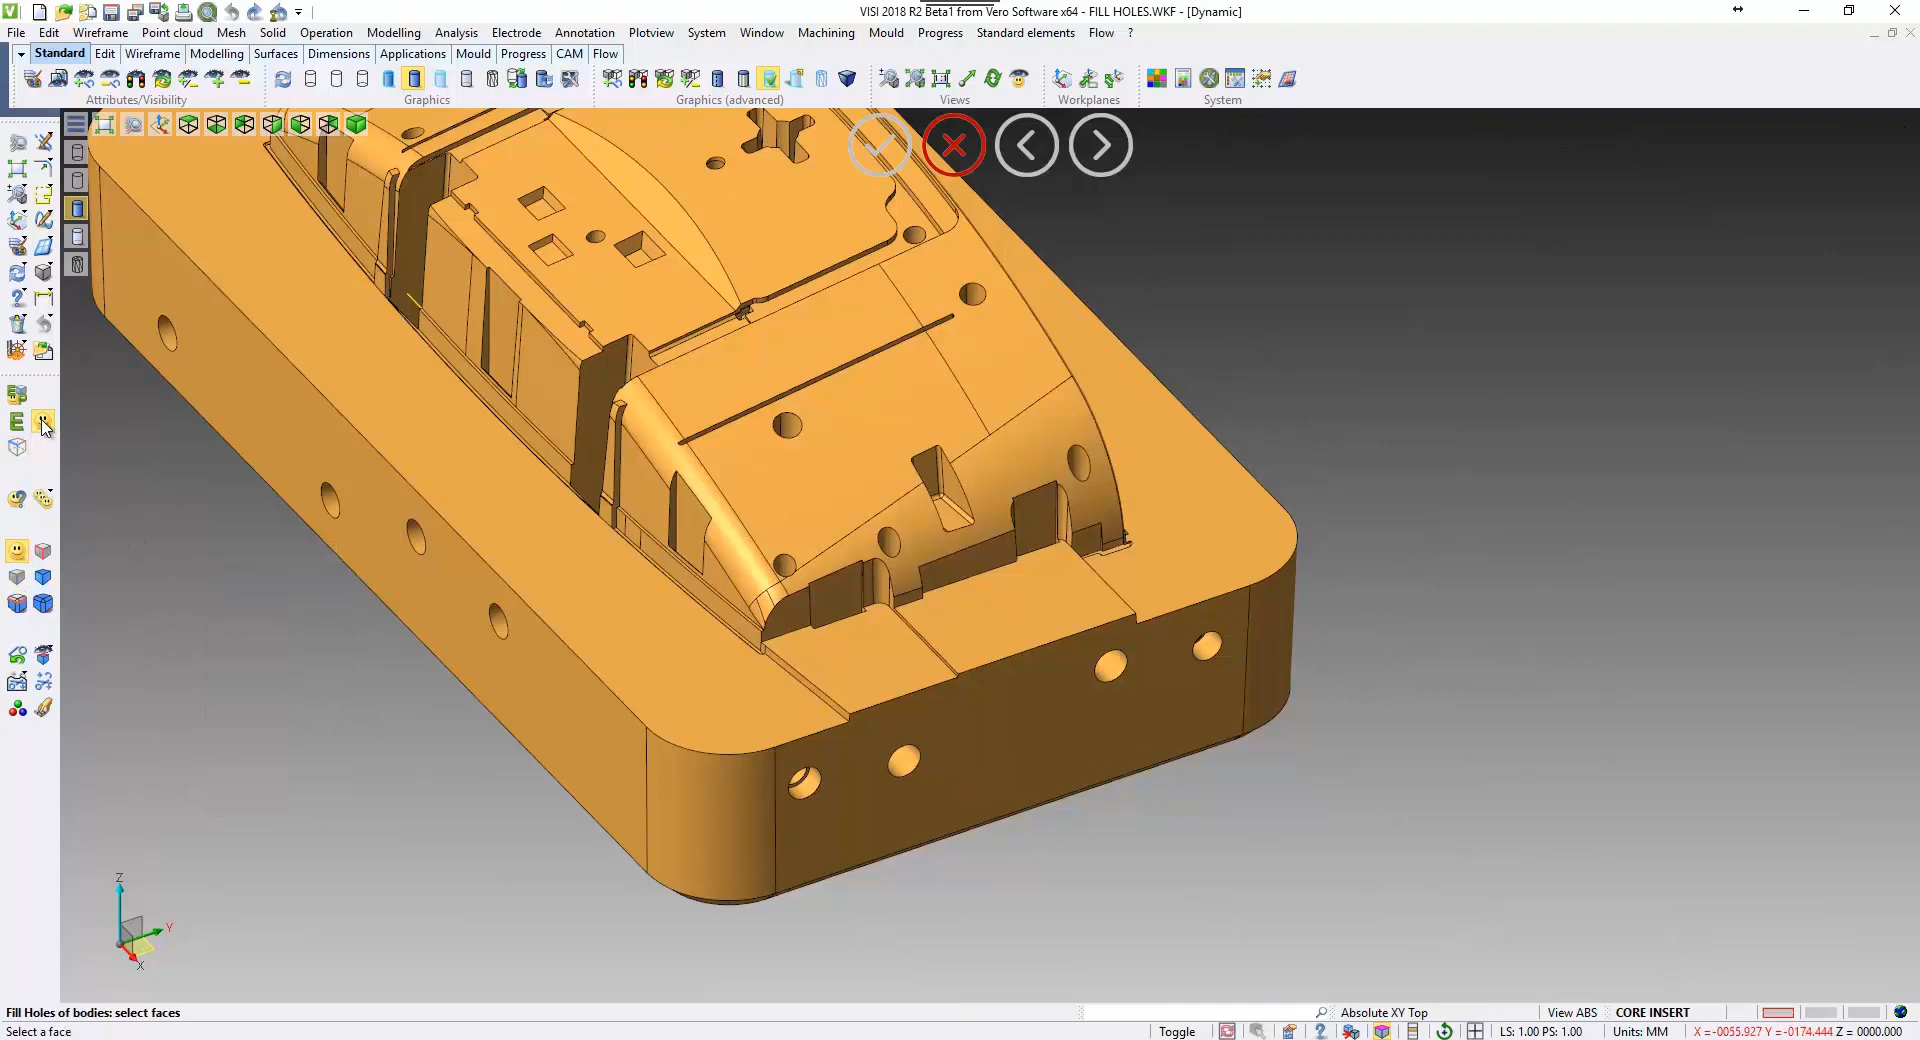 VISI 2018 R2 Beta1 from Vero Software x64 - FILL HOLES.WKF - [Dynamic]
File Edit Wireframe Point cloud Mesh Solid Operation Modelling Analysis Electrode Annotation Plotview System Window Machining Mould Progress Standard elements Flow ?
Standard Edit Wireframe Modelling Surfaces Dimensions Applications Mould Progress CAM Flow
Attributes/Visibility Graphics Graphics (advanced) Views Workplanes System
Z
Y
X
Fill Holes of bodies: select faces Absolute XY Top View ABS CORE INSERT
Select a face Toggle LS: 1.00 PS: 1.00 Units: MM X =-0055.927 Y =-0174.444 Z = 0000.000